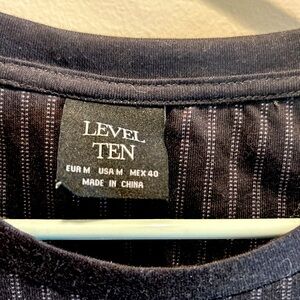 LEVEL
TEN
EUR M USA M MEX 40
MADE IN CHINA